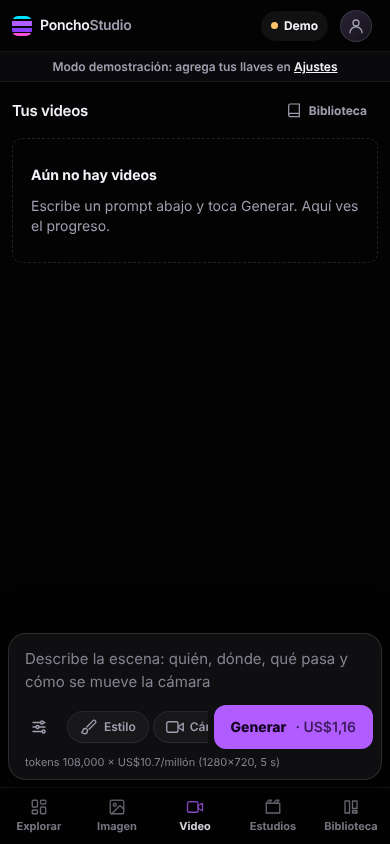 PonchoStudio
Demo
Modo demostración: agrega tus llaves en Ajustes
Tus videos
Biblioteca
Aún no hay videos
Escribe un prompt abajo y toca Generar. Aquí ves
el progreso.
Describe la escena: quién, dónde, qué pasa y
cómo se mueve la cámara
Estilo
Generar · US$1,16
tokens 108,000 × US$10.7/millón (1280×720, 5 s)
Explorar
Imagen
Video
Estudios
Biblioteca